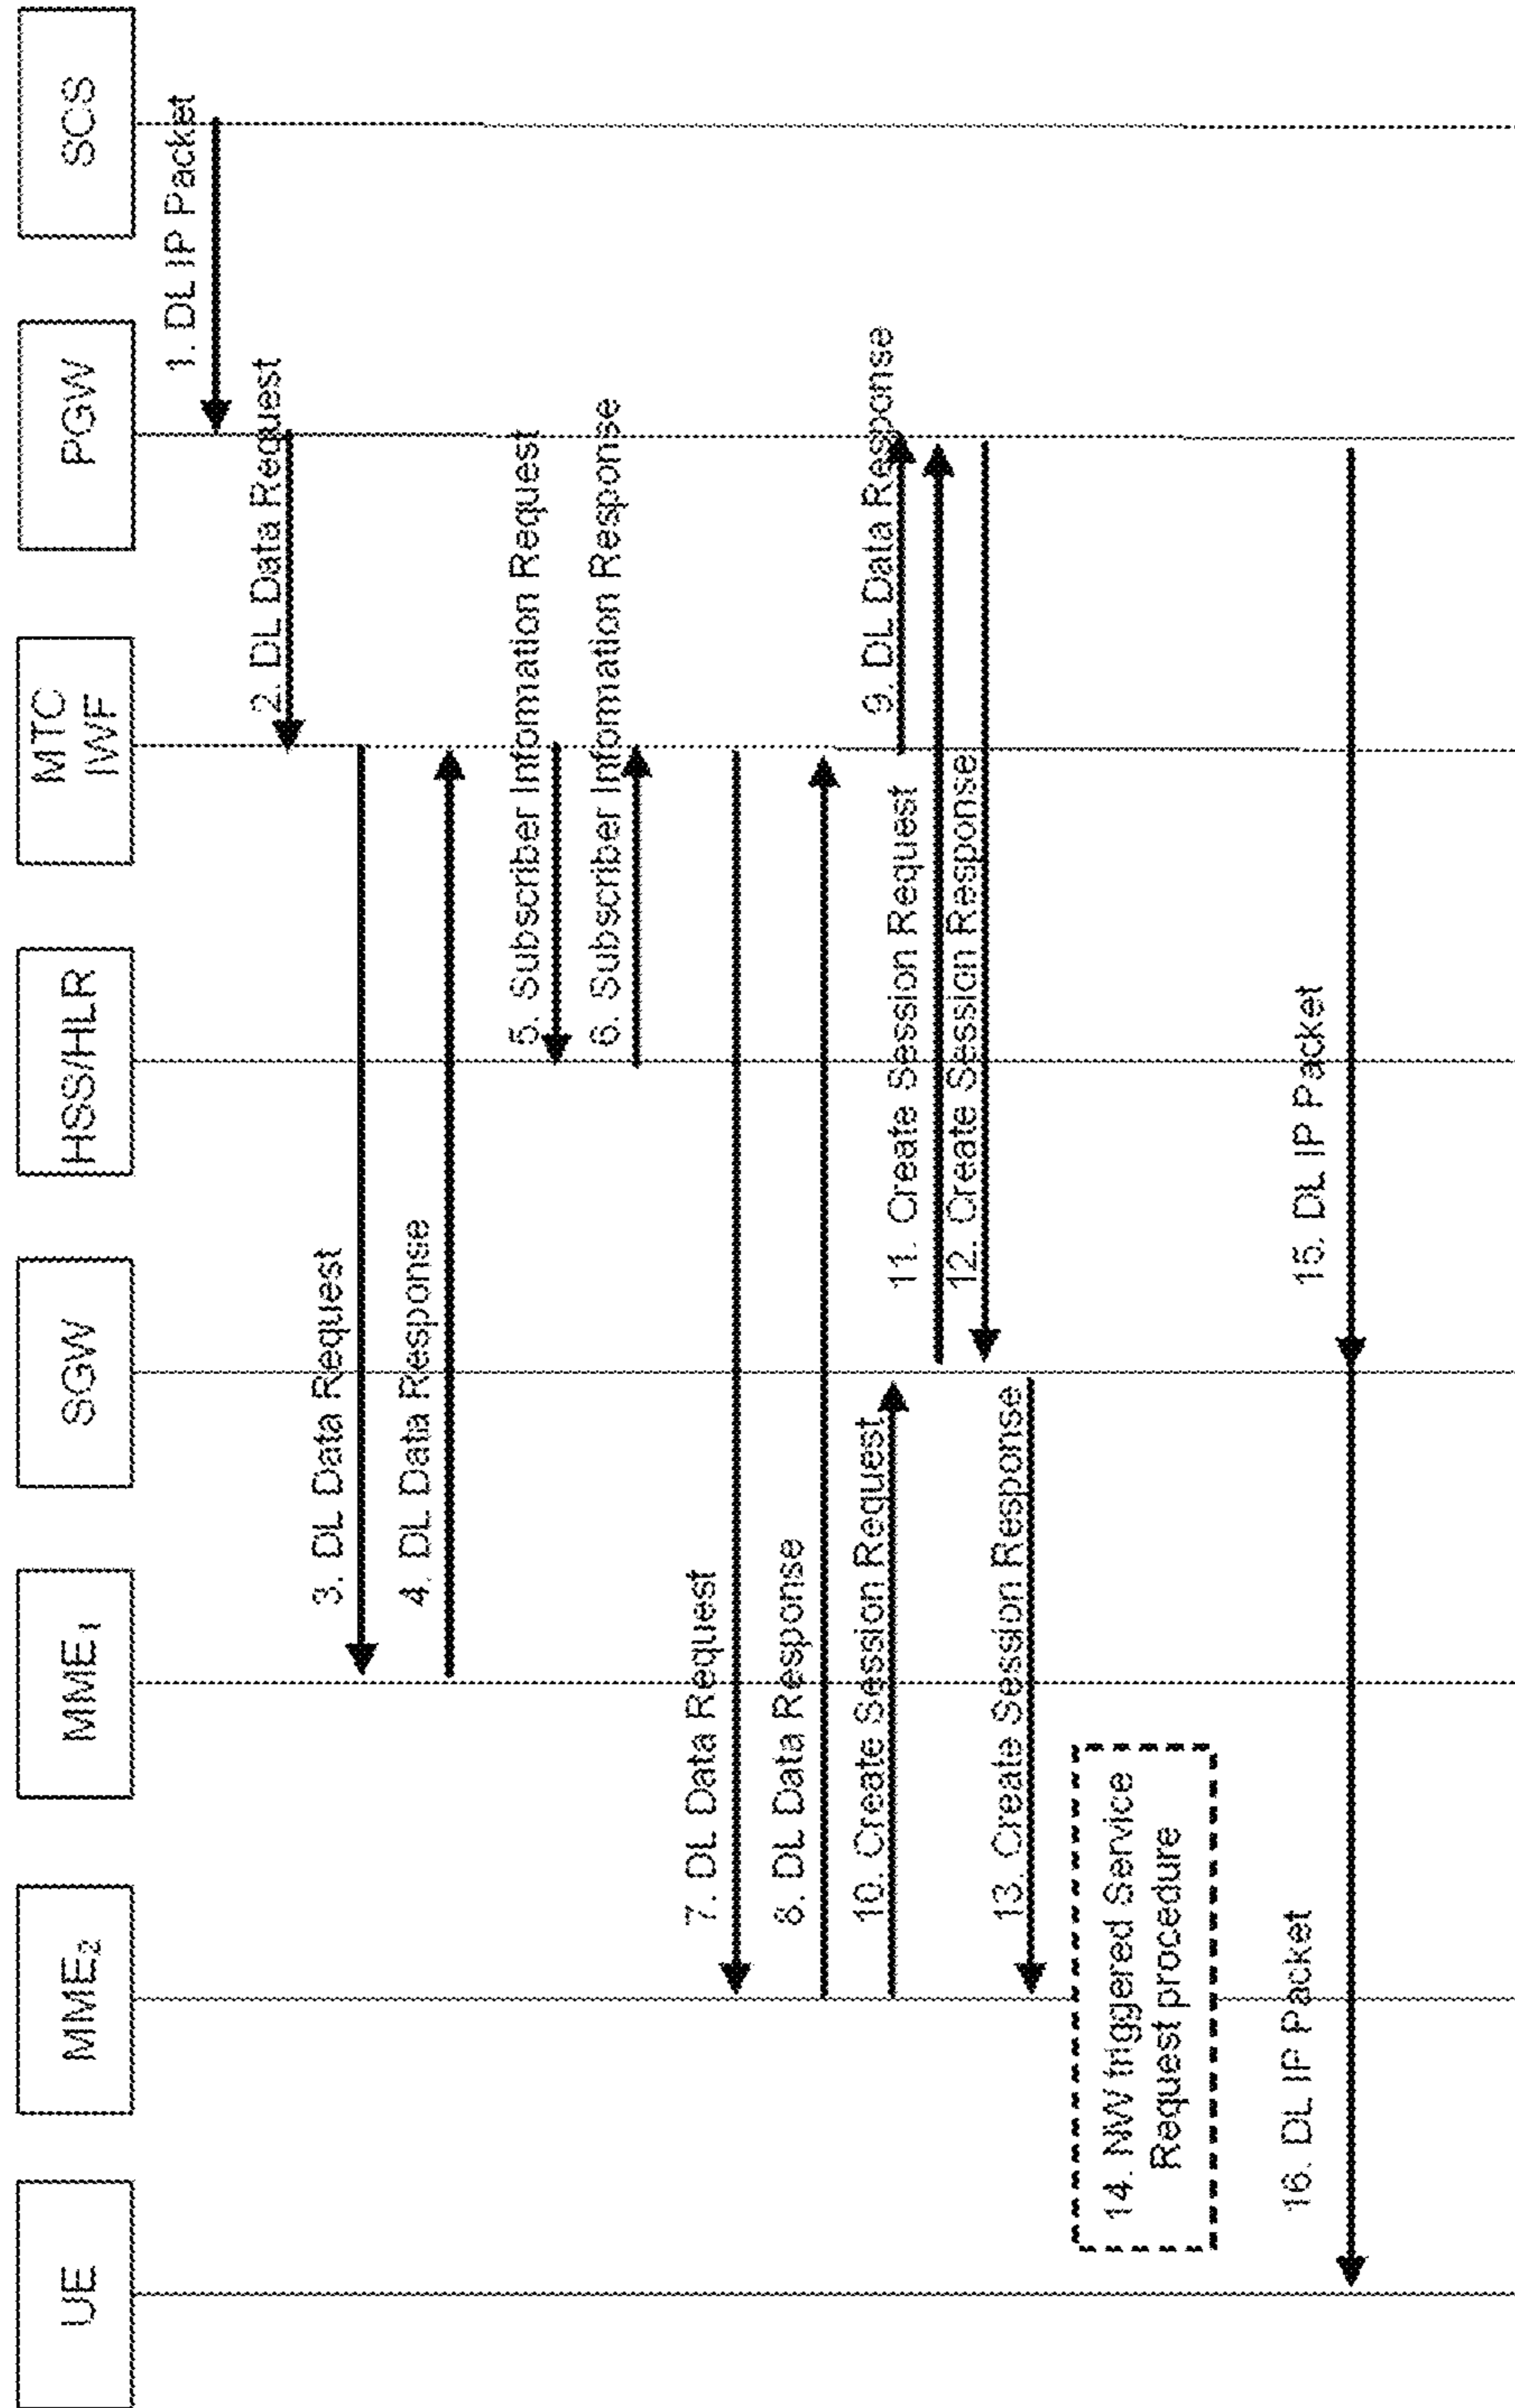 UE
MME₂
MME₁
SGW
HSS/HLR
MTC
IWF
PGW
SCS
1. DL IP Packet
2. DL Data Request
3. DL Data Request
4. DL Data Response
5. Subscriber Information Request
6. Subscriber Information Response
7. DL Data Request
8. DL Data Response
9. DL Data Response
10. Create Session Request
11. Create Session Request
12. Create Session Response
13. Create Session Response
14. NW triggered Service
Request procedure
15. DL IP Packet
16. DL IP Packet